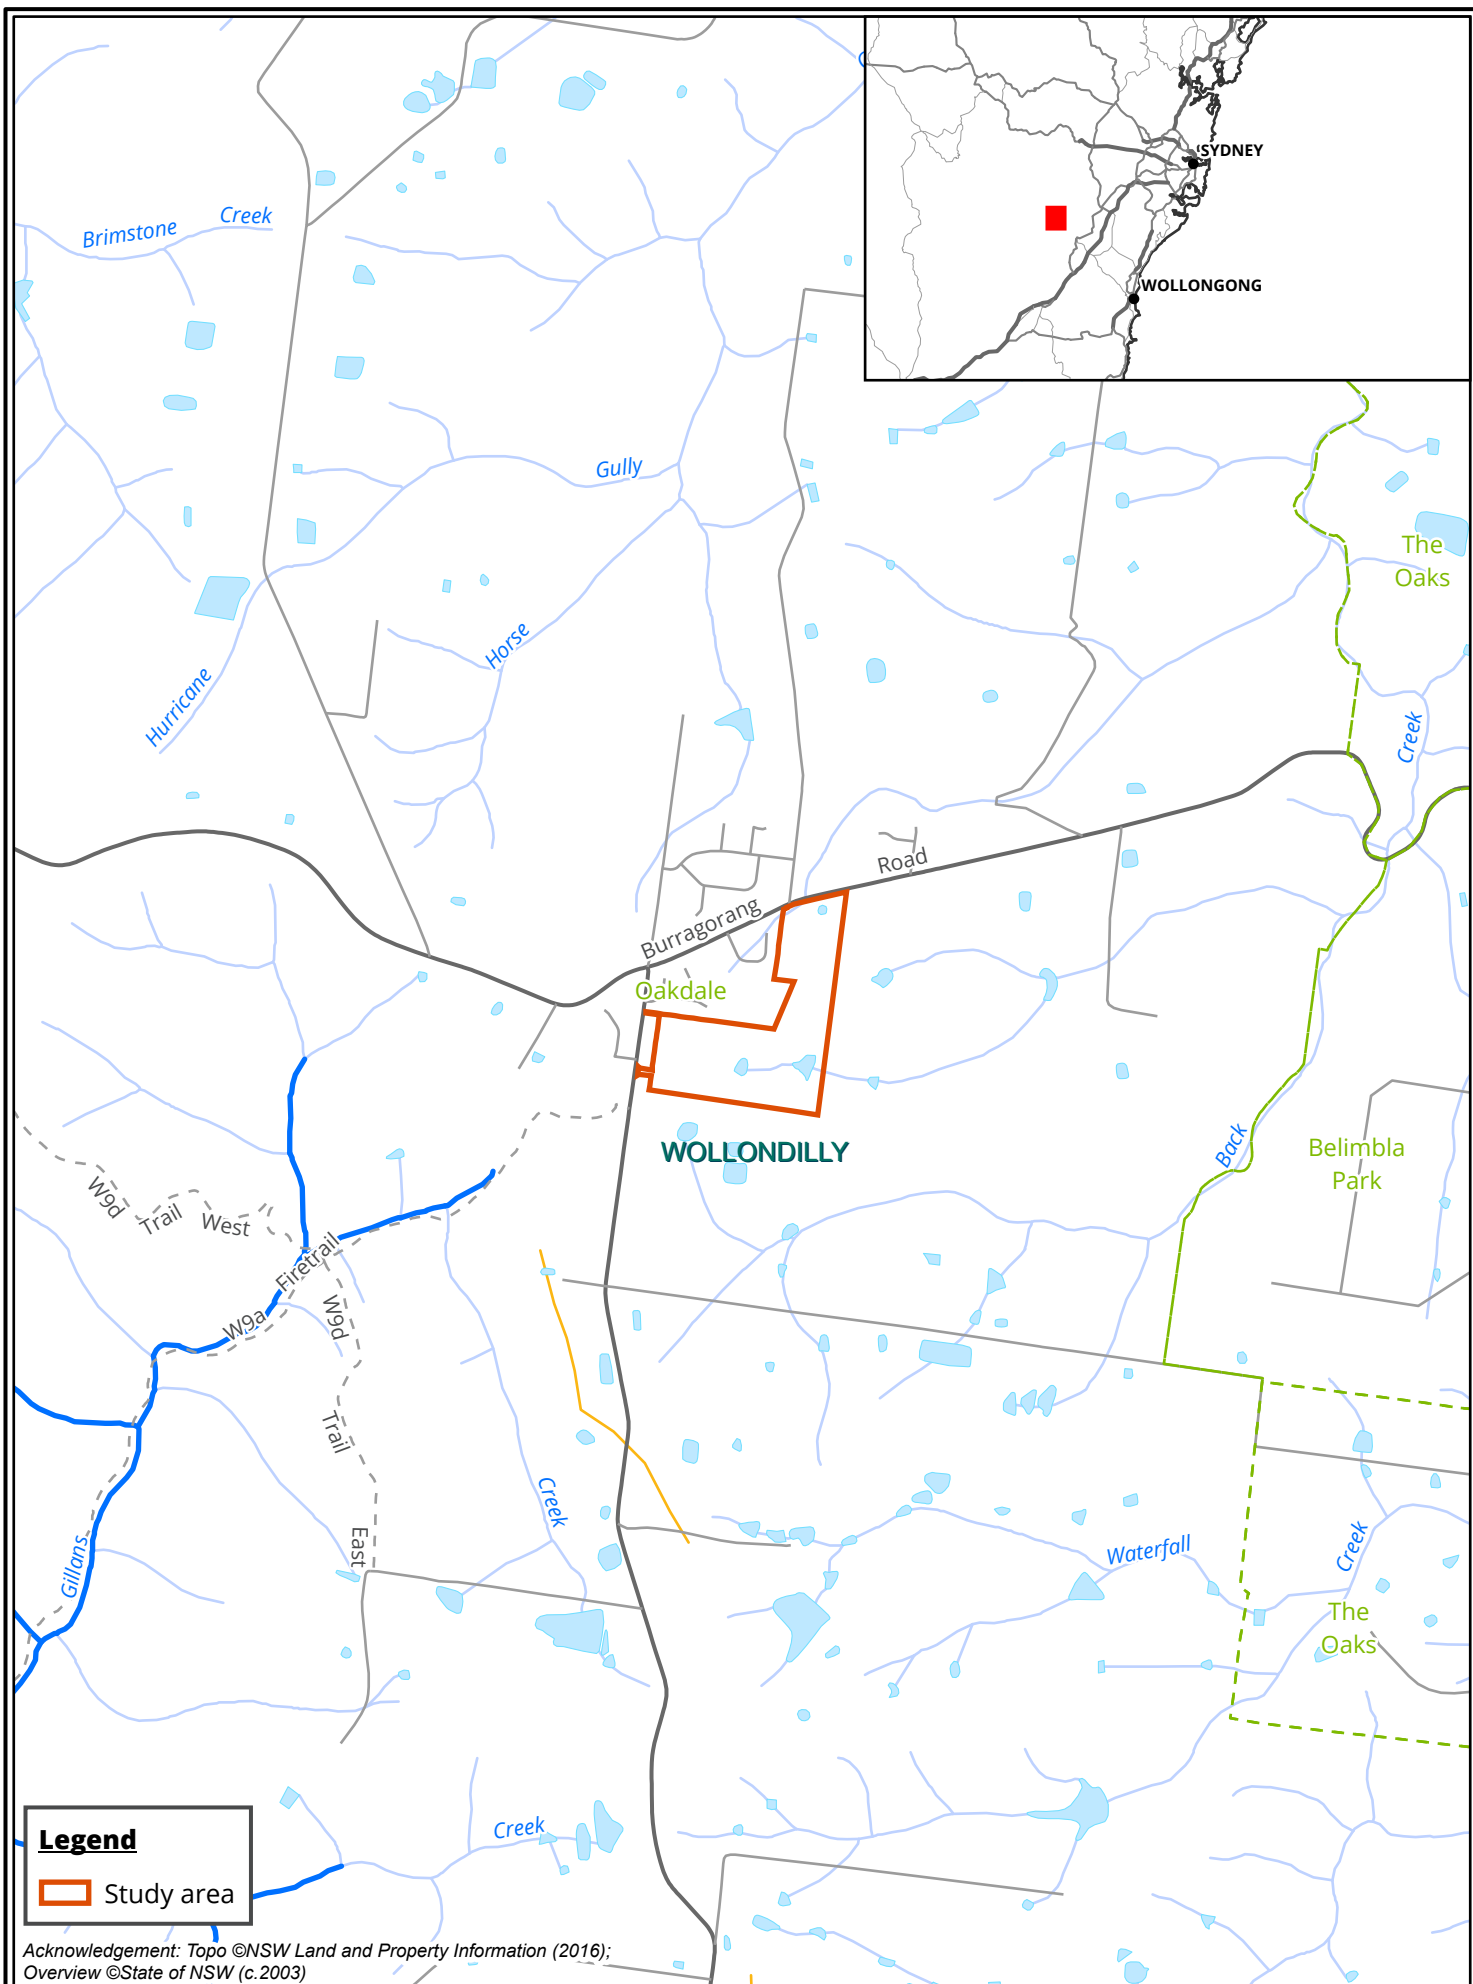 SYDNEY
WOLLONGONG
Brimstone
Creek
Gully
The
Oaks
Horse
Hurricane
Creek
Road
Burragorang
Oakdale
WOLLONDILLY
Back
Belimbla
Park
W9d
Trail
West
Firetrail
W9a
W9d
Trail
East
Creek
Gillans
Waterfall
Creek
The
Oaks
Creek
Legend
Study area
Acknowledgement: Topo ©NSW Land and Property Information (2016);
Overview ©State of NSW (c.2003)